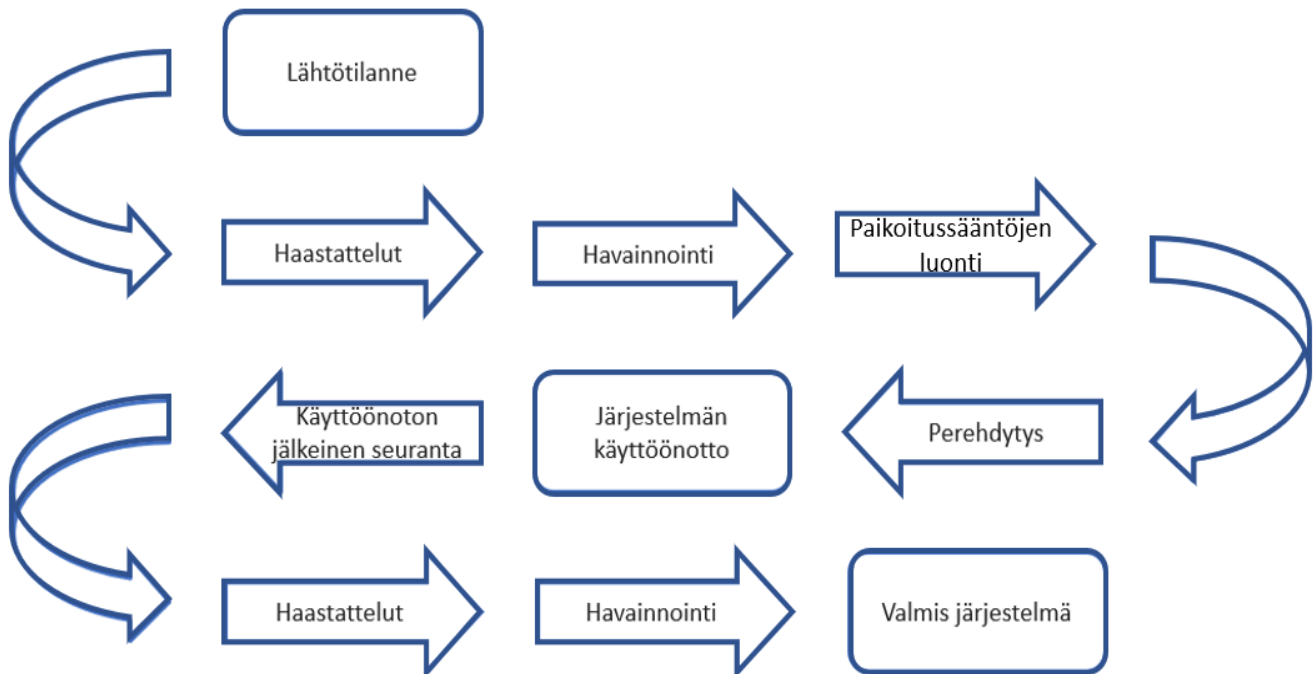 Lähtötilanne
Haastattelut
Havainnointi
Paikoitussääntöjen
luonti
Perehdytys
Järjestelmän
käyttöönotto
Käyttöönoton
jälkeinen seuranta
Haastattelut
Havainnointi
Valmis järjestelmä